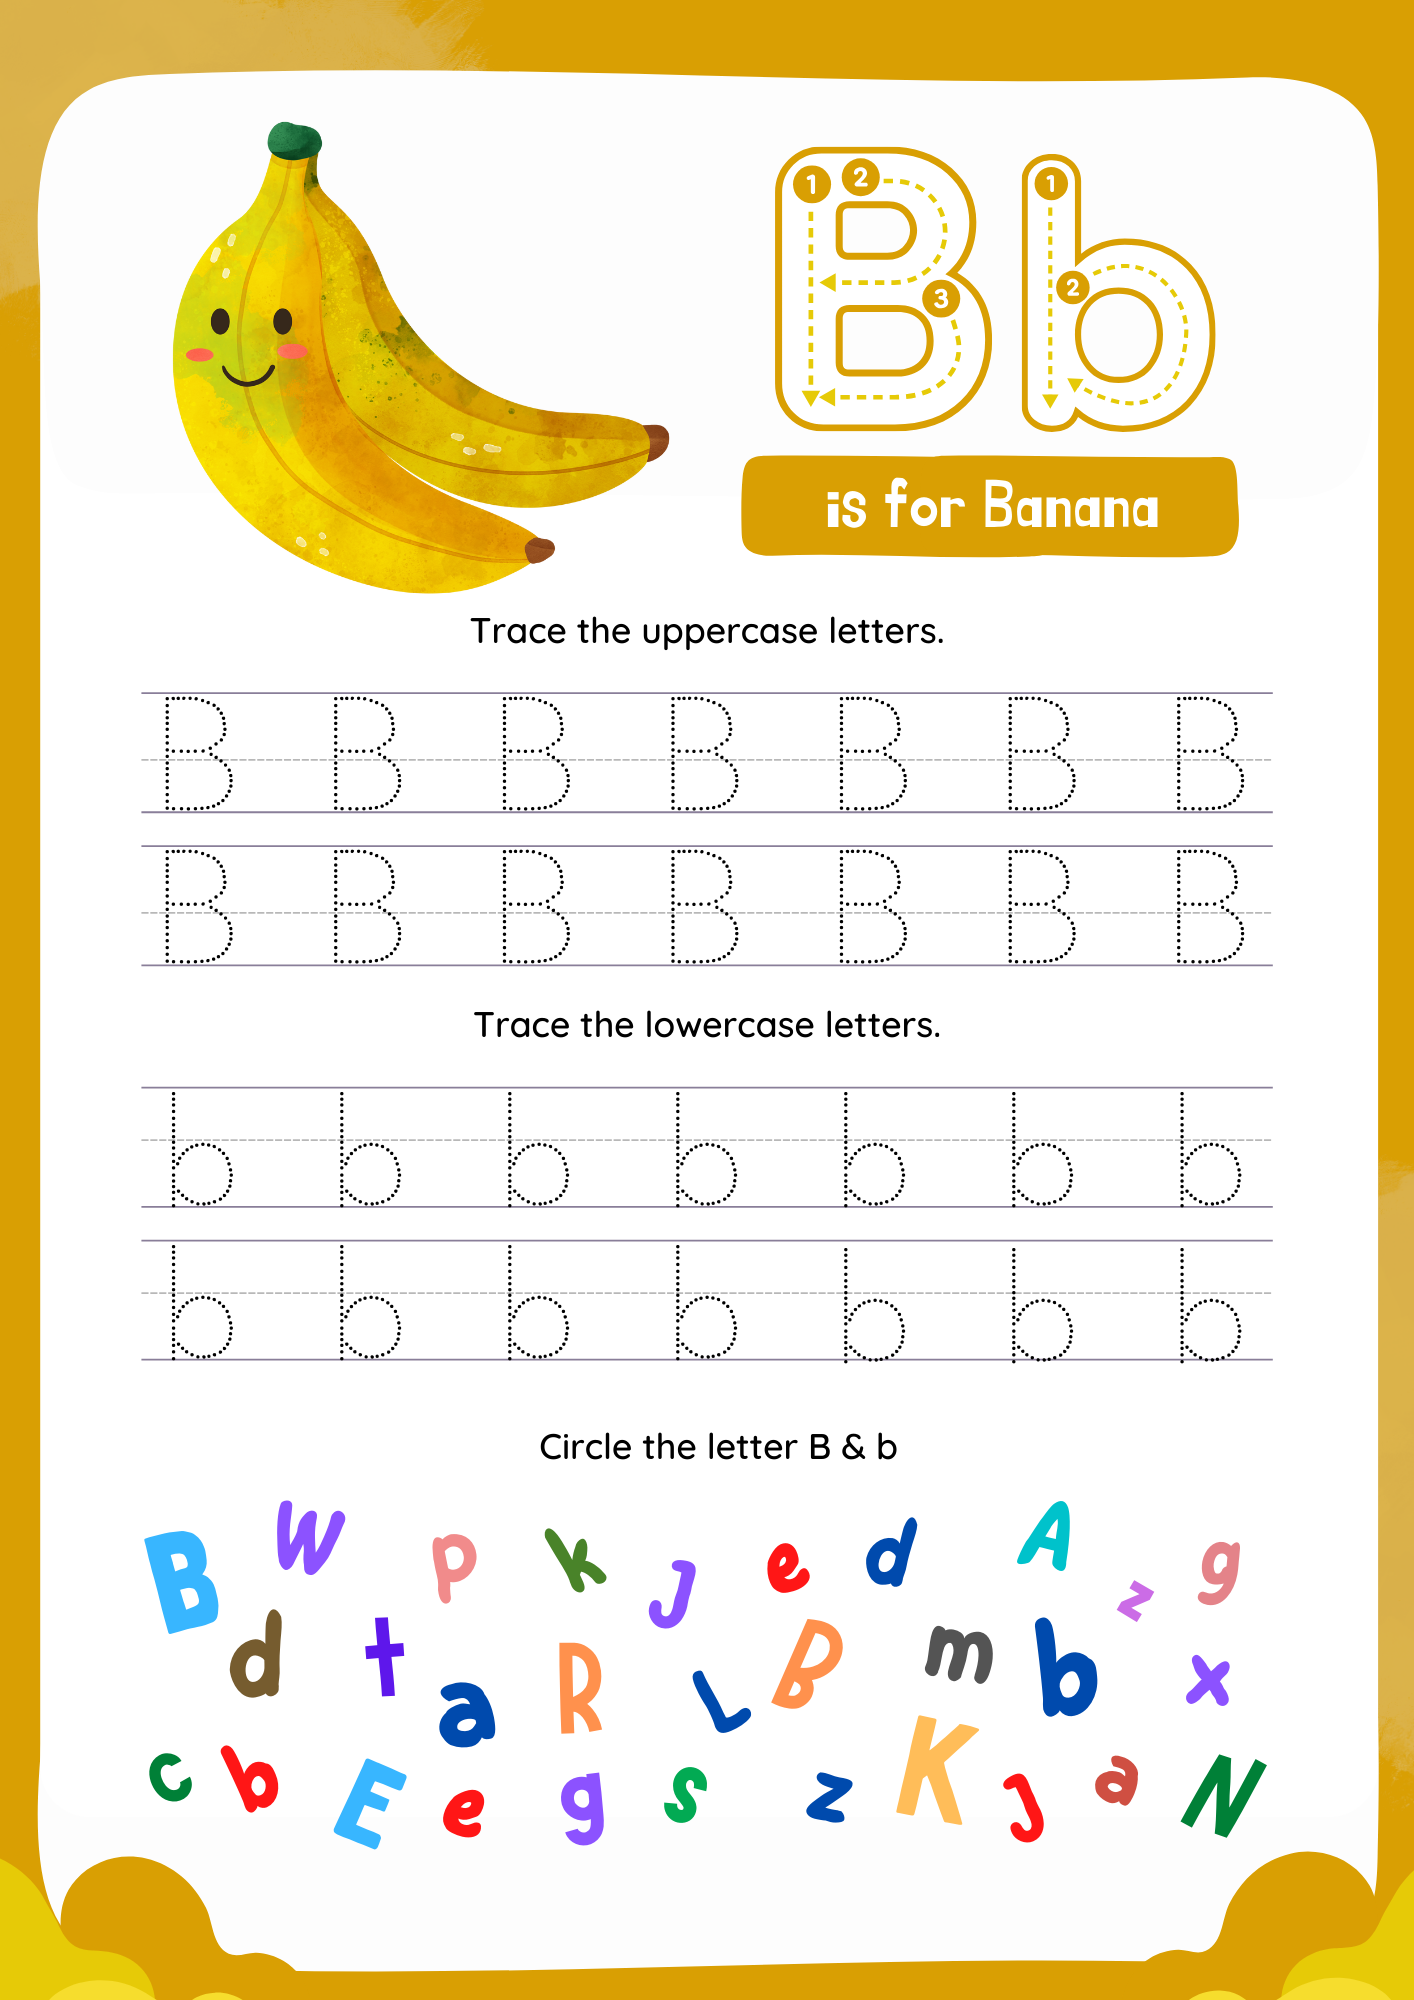 1 2 3 1 2
B b
is for Banana
Trace the uppercase letters.
B B B B B B B
B B B B B B B
Trace the lowercase letters.
b b b b b b b
b b b b b b b
Circle the letter B & b
B W p k J e d A z g
d t a R L B m b x
c b E e g s z K J a N